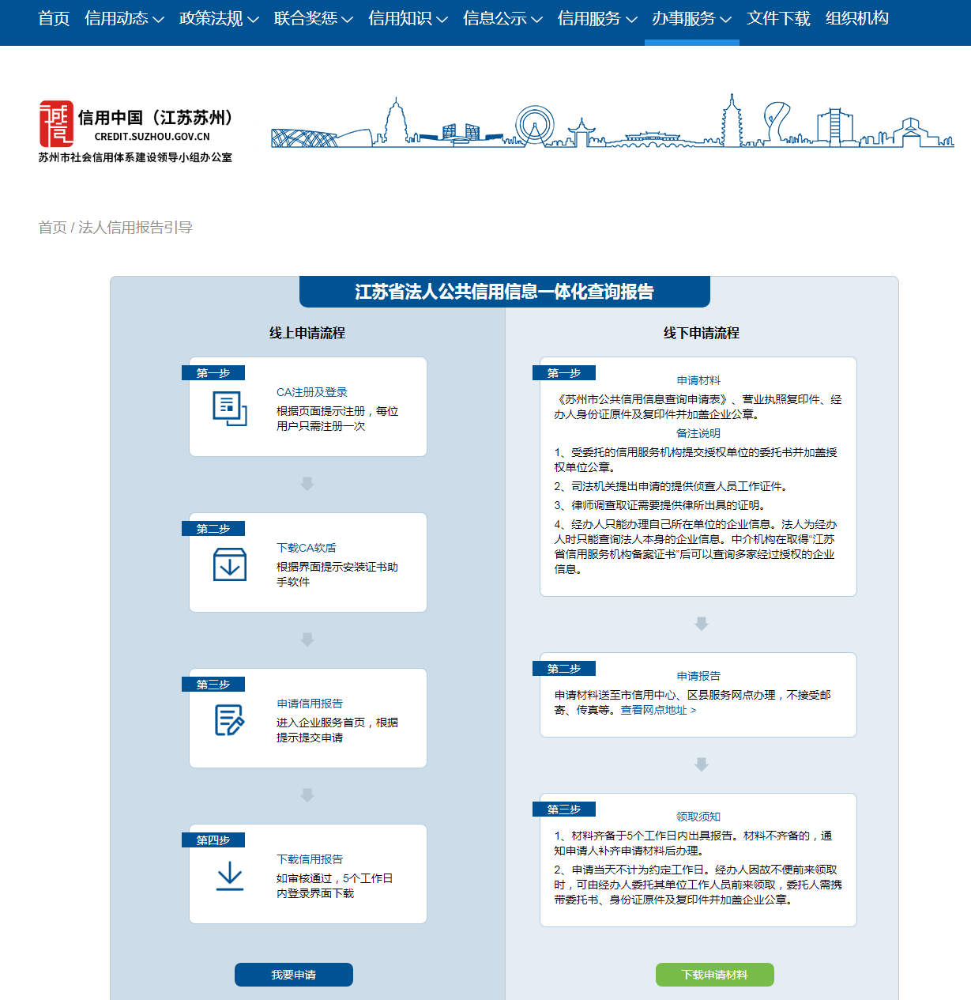 首页 信用动态 政策法规 联合奖惩 信用知识 信息公示 信用服务 办事服务 文件下载 组织机构
诚信
信用中国（江苏苏州）
CREDIT.SUZHOU.GOV.CN
苏州市社会信用体系建设领导小组办公室
首页 / 法人信用报告引导
江苏省法人公共信用信息一体化查询报告
线上申请流程
第一步
CA注册及登录
根据页面提示注册，每位
用户只需注册一次
第二步
下载CA软盾
根据界面提示安装证书助
手软件
第三步
申请信用报告
进入企业服务首页，根据
提示提交申请
第四步
下载信用报告
如审核通过，5个工作日
内登录界面下载
我要申请
线下申请流程
第一步
申请材料
《苏州市公共信用信息查询申请表》、营业执照复印件、经
办人身份证原件及复印件并加盖企业公章。
备注说明
1、受委托的信用服务机构提交授权单位的委托书并加盖授
权单位公章。
2、司法机关提出申请的提供侦查人员工作证件。
3、律师调查取证需要提供律所出具的证明。
4、经办人只能办理自己所在单位的企业信息。法人为经办
人时只能查询法人本身的企业信息。中介机构在取得“江苏
省信用服务机构备案证书”后可以查询多家经过授权的企业
信息。
第二步
申请报告
申请材料送至市信用中心、区县服务网点办理，不接受邮
寄、传真等。查看网点地址 >
第三步
领取须知
1、材料齐备于5个工作日内出具报告。材料不齐备的，通
知申请人补齐申请材料后办理。
2、申请当天不计为约定工作日。经办人因故不便前来领取
时，可由经办人委托其单位工作人员前来领取，委托人需携
带委托书、身份证原件及复印件并加盖企业公章。
下载申请材料